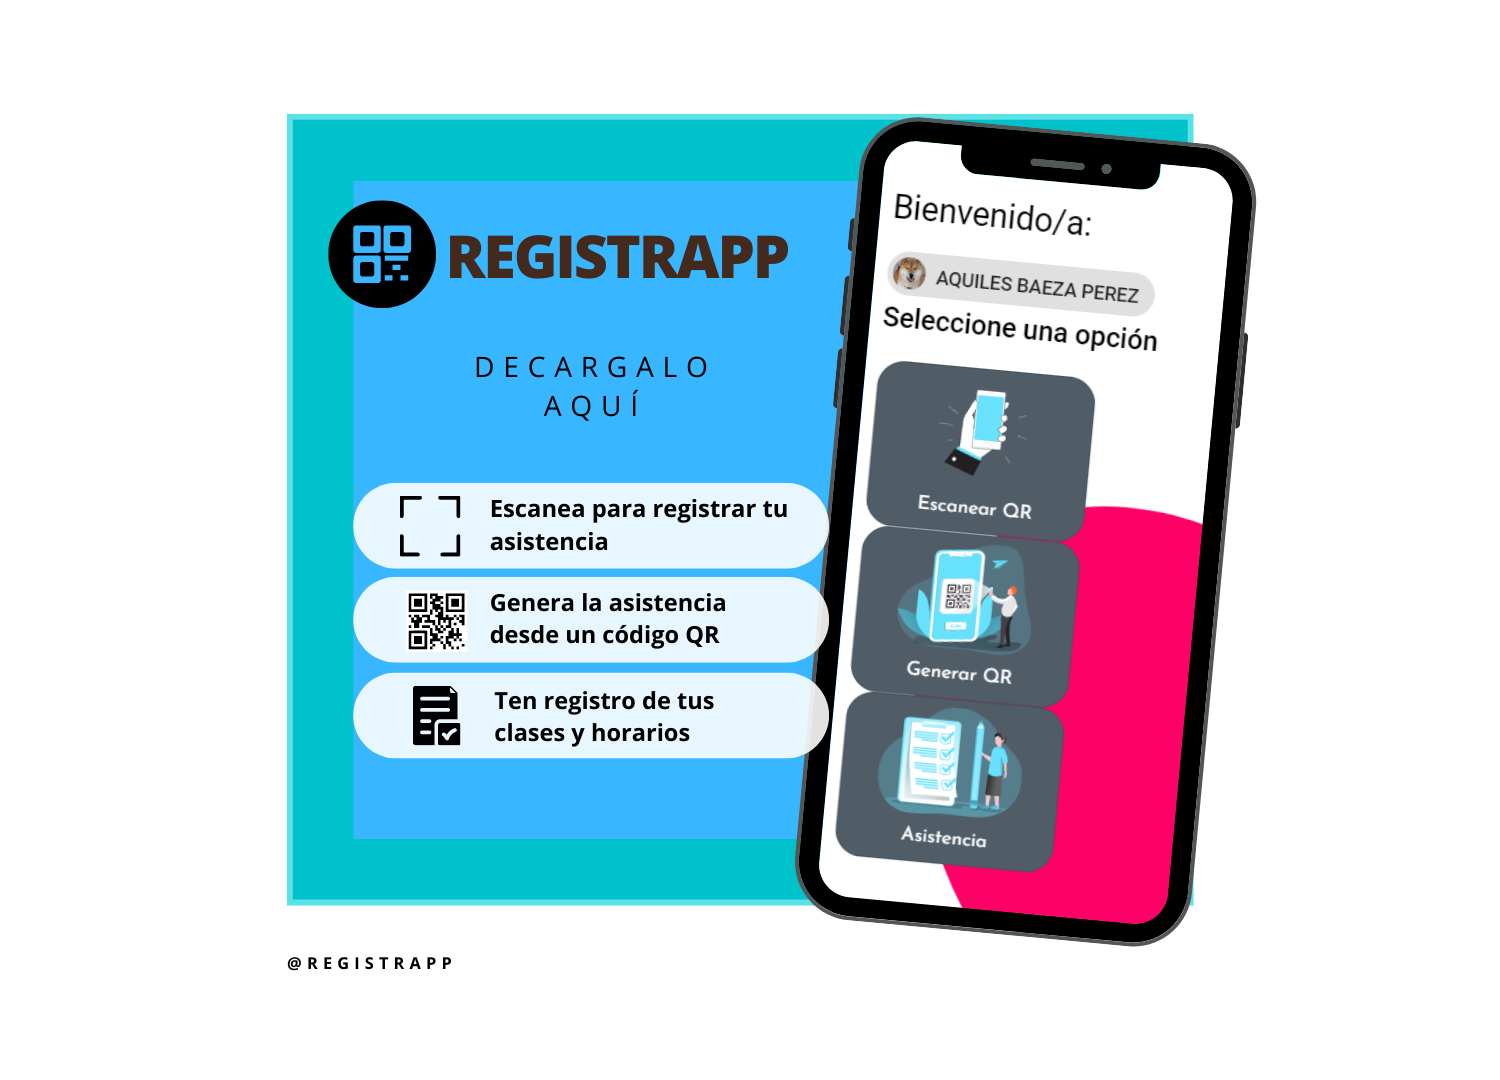 REGISTRAPP
DECARGALO
AQUÍ
Escanea para registrar tu
asistencia
Genera la asistencia
desde un código QR
Ten registro de tus
clases y horarios
Bienvenido/a:
AQUILES BAEZA PEREZ
Seleccione una opción
Escanear QR
Generar QR
Asistencia
@REGISTRAPP